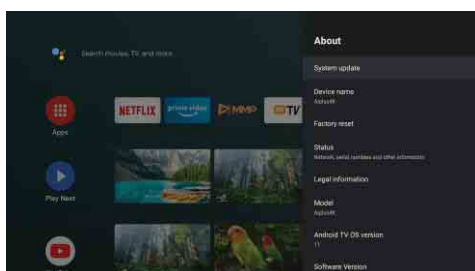 About
Search movies, TV, and more
System update
Device name
Factory reset
NETFLIX
prime video
MMP
TV
Apps
Status
Network, serial numbers and other information
Legal information
Play Next
Model
Android TV OS version
11
Software Version